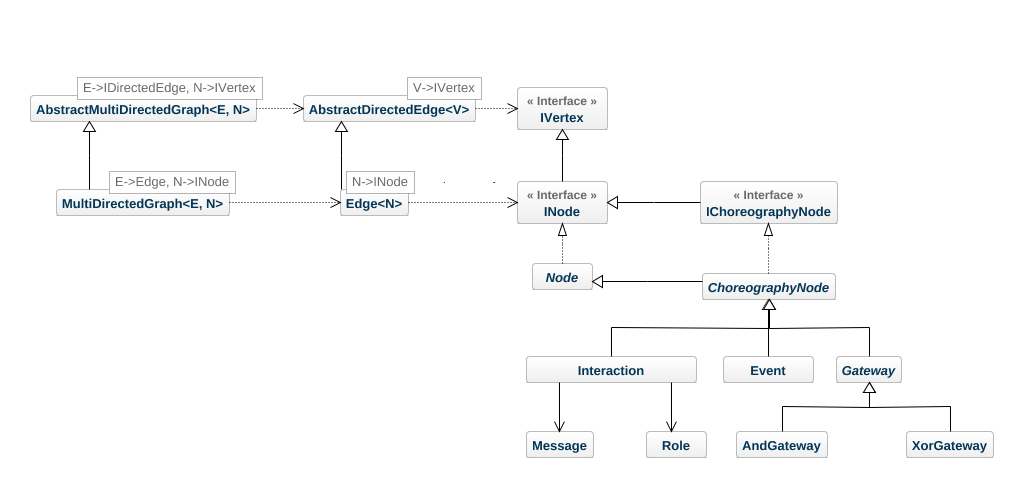 E->IDirectedEdge, N->IVertex
V->IVertex
AbstractMultiDirectedGraph<E, N>
AbstractDirectedEdge<V>
« Interface »
IVertex
E->Edge, N->INode
N->INode
MultiDirectedGraph<E, N>
Edge<N>
« Interface »
INode
« Interface »
IChoreographyNode
Node
ChoreographyNode
Interaction
Event
Gateway
Message
Role
AndGateway
XorGateway